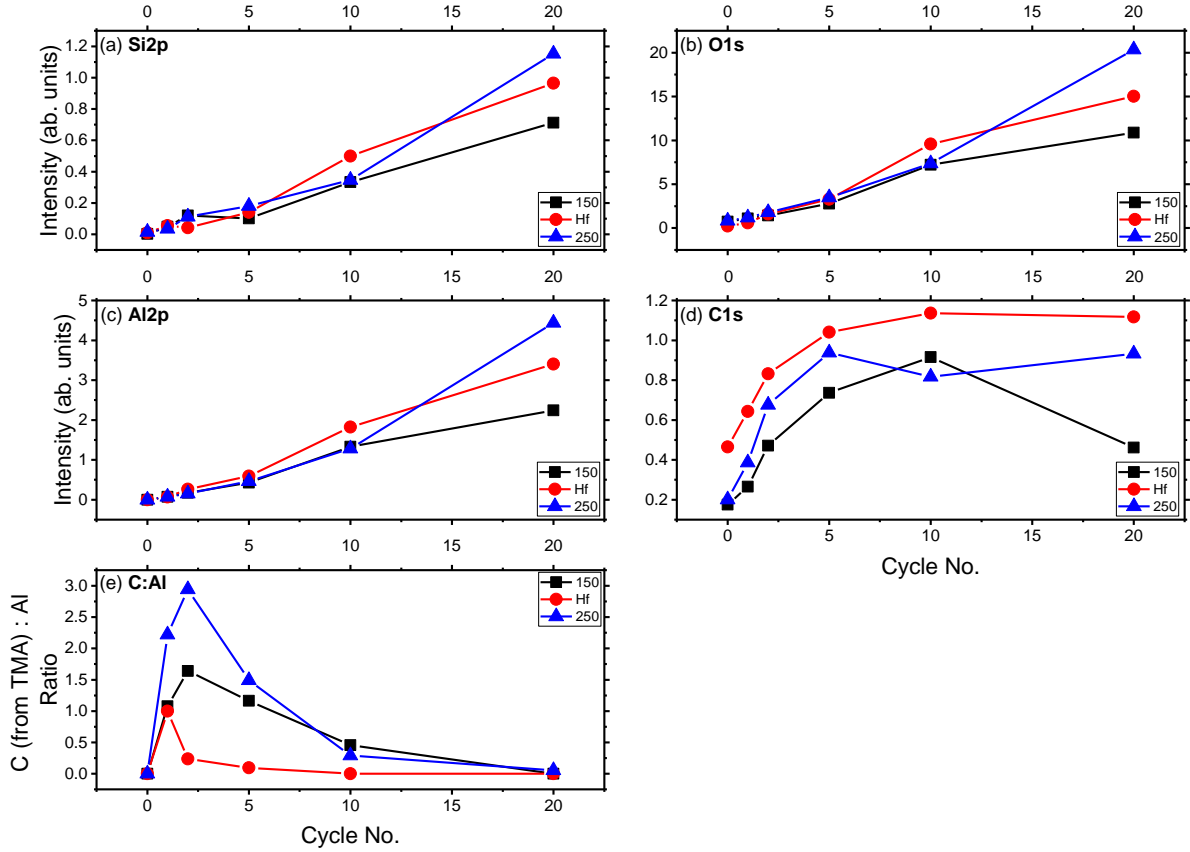 0 5 10 15 20
0 5 10 15 20
(a) Si2p
(b) O1s
Intensity (ab. units)
1.2
1.0
0.8
0.6
0.4
0.2
0.0
20
15
10
5
0
150
Hf
250
150
Hf
250
0 5 10 15 20
0 5 10 15 20
(c) Al2p
(d) C1s
Intensity (ab. units)
5
4
3
2
1
0
1.2
1.0
0.8
0.6
0.4
0.2
150
Hf
250
150
Hf
250
0 5 10 15 20
0 5 10 15 20
Cycle No.
(e) C:Al
C (from TMA) : Al
Ratio
3.0
2.5
2.0
1.5
1.0
0.5
0.0
150
Hf
250
0 5 10 15 20
Cycle No.